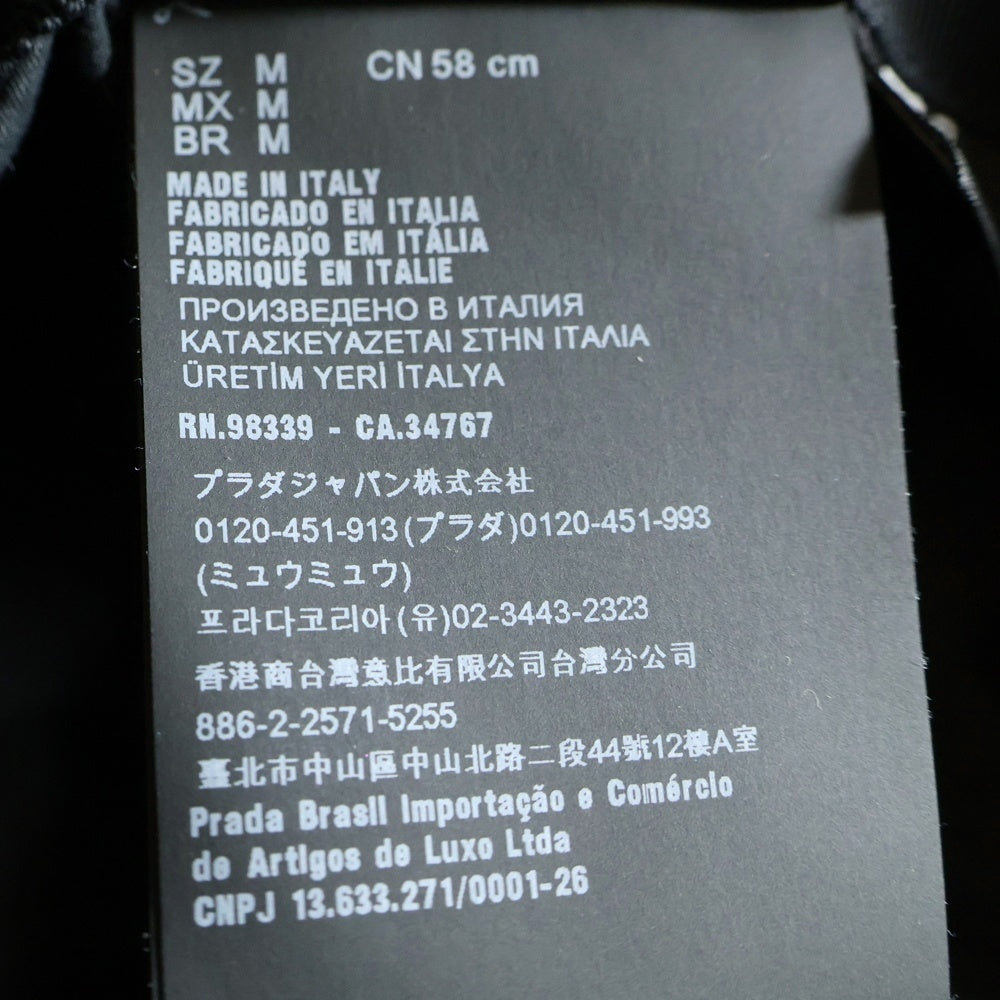 SZ M CN 58 cm
MX M
BR M
MADE IN ITALY
FABRICADO EN ITALIA
FABRICADO EM ITÁLIA
FABRIQUÉ EN ITALIE
ПРОИЗВЕДЕНО В ИТАЛИЯ
ΚΑΤΑΣΚΕΥΑΖΕΤΑΙ ΣΤΗΝ ΙΤΑΛΙΑ
ÜRETİM YERİ İTALYA
RN.98339 - CA.34767
プラダジャパン株式会社
0120-451-913(プラダ)0120-451-993
(ミュウミュウ)
프라다코리아(유)02-3443-2323
香港商台灣意比有限公司台灣分公司
886-2-2571-5255
臺北市中山區中山北路二段44號12樓A室
Prada Brasil Importação e Comércio
de Artigos de Luxo Ltda
CNPJ 13.633.271/0001-26